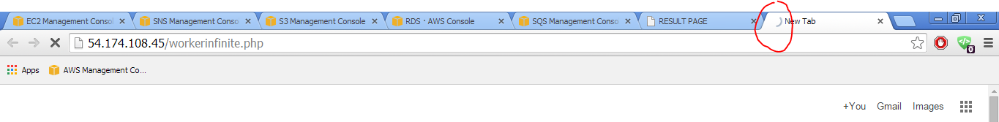 EC2 Management Consol
SNS Management Conso
S3 Management Console
RDS · AWS Console
SQS Management Conso
RESULT PAGE
New Tab
54.174.108.45/workerinfinite.php
0
Apps
AWS Management Co...
+You Gmail Images